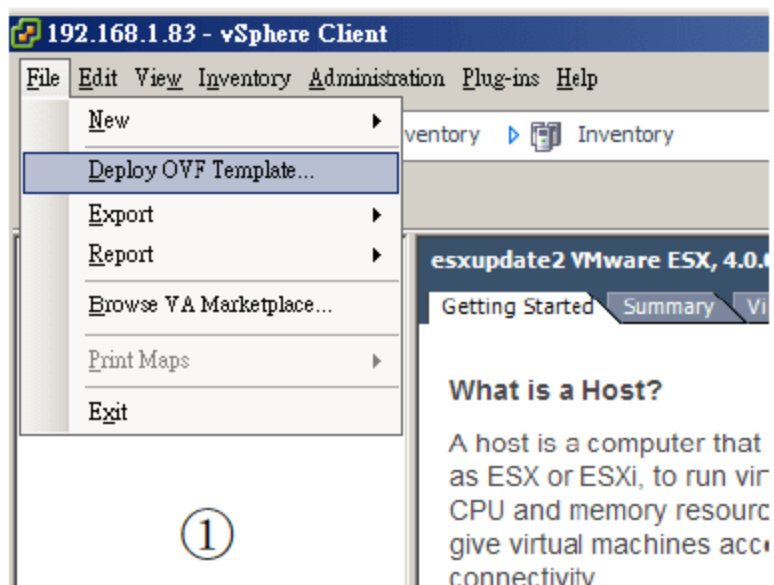 192.168.1.83 - vSphere Client
File Edit View Inventory Administration Plug-ins Help
New
ventory Inventory
Deploy OVF Template...
Export
Report
esxupdate2 VMware ESX, 4.0.
Browse VA Marketplace...
Getting Started Summary Vi
Print Maps
What is a Host?
Exit
A host is a computer that
as ESX or ESXi, to run vir
CPU and memory resourc
give virtual machines acc
connectivity
①